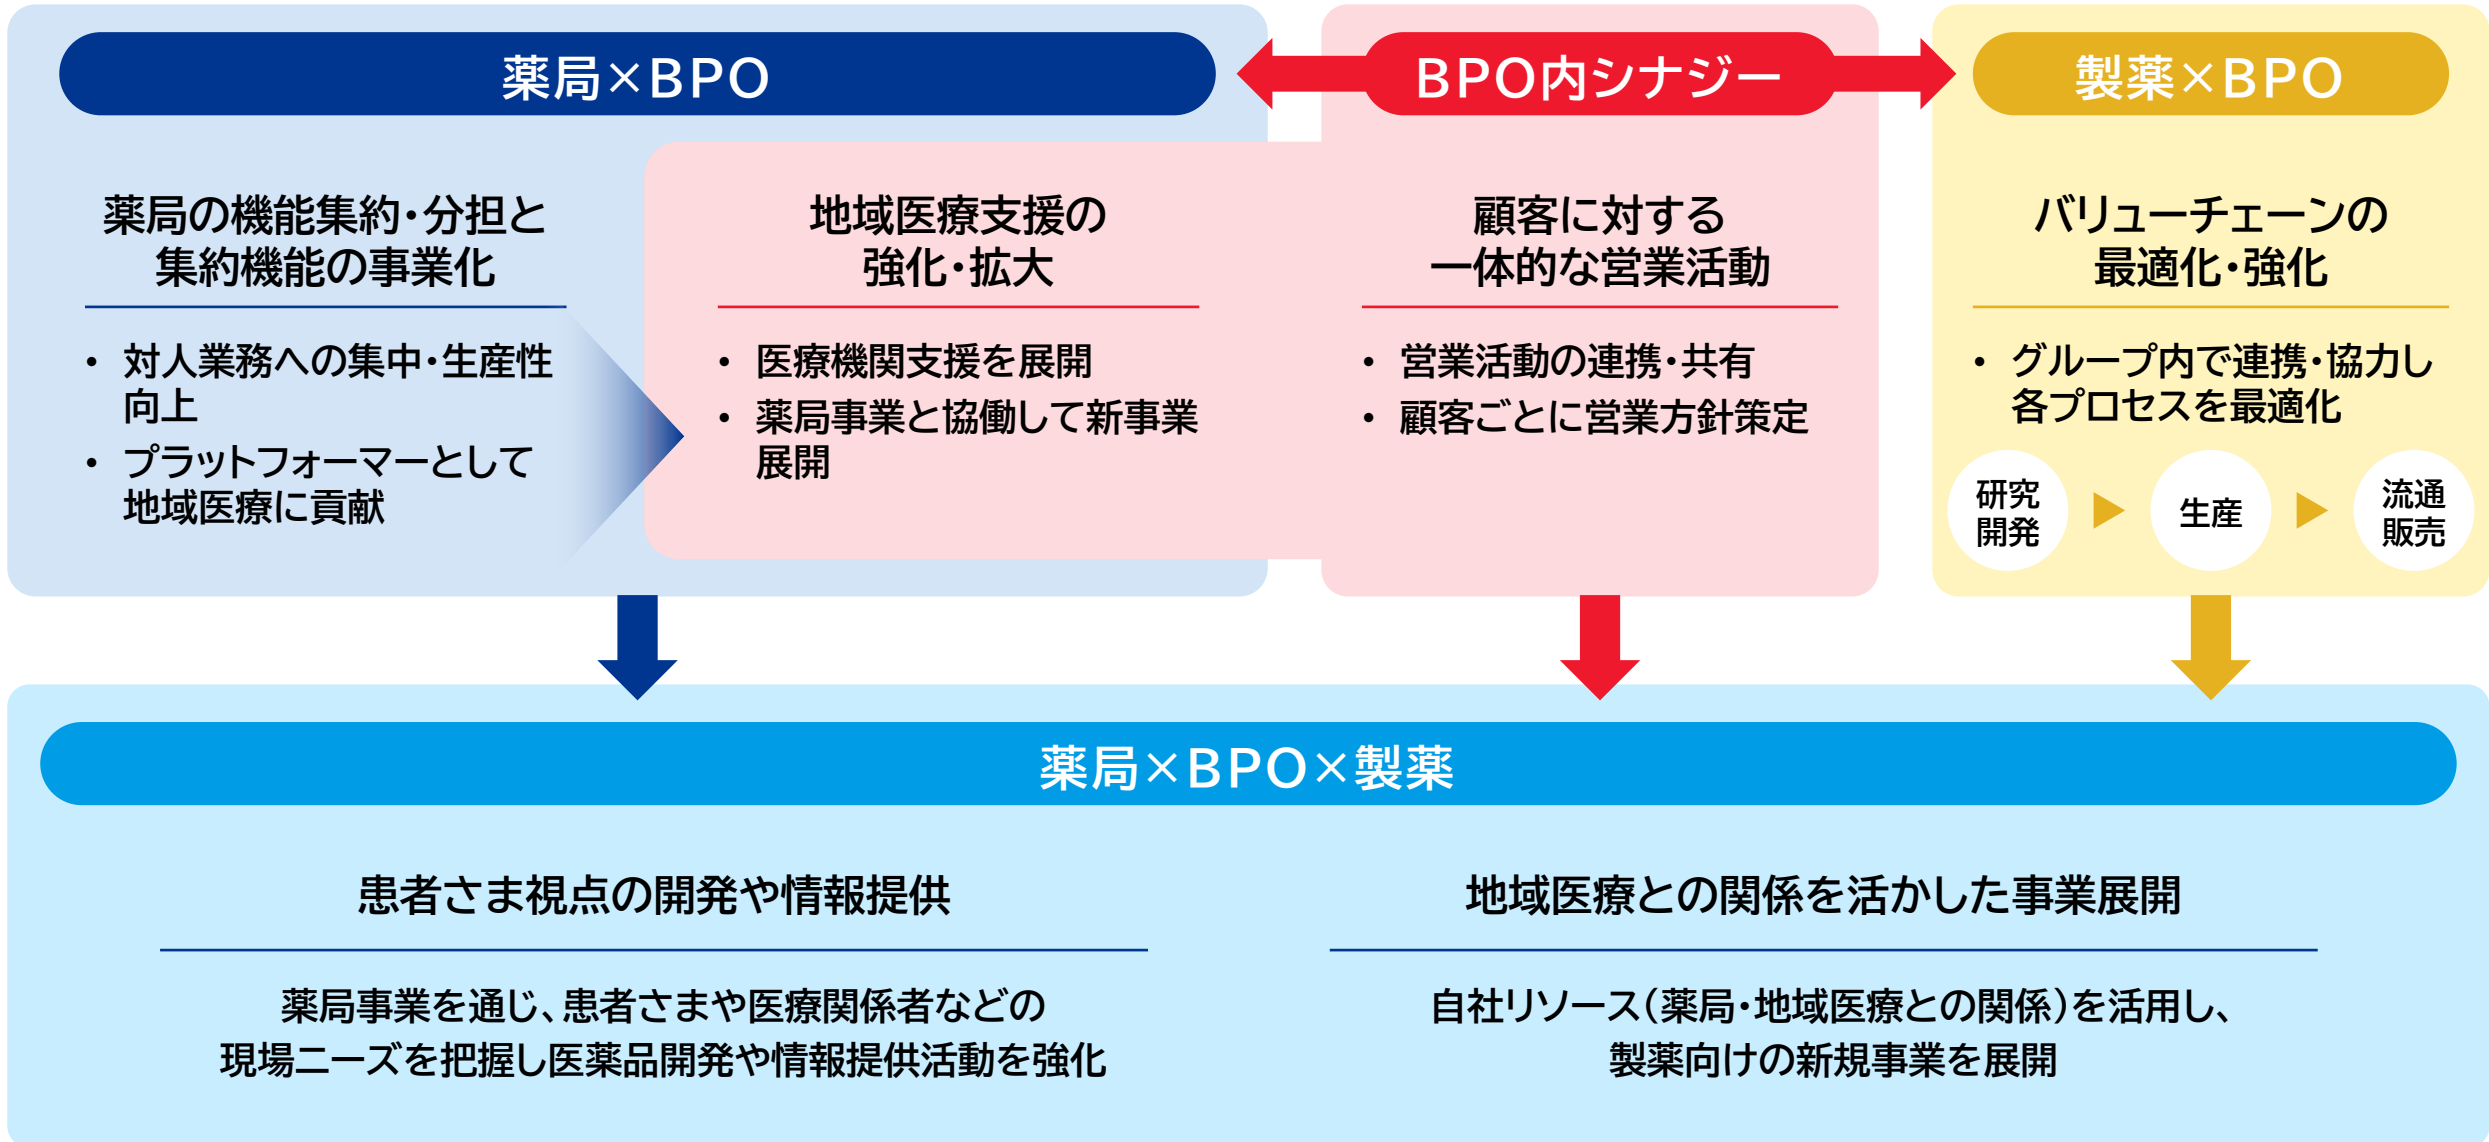 薬局×BPO
薬局の機能集約・分担と
集約機能の事業化
• 対人業務への集中・生産性
向上
• プラットフォーマーとして
地域医療に貢献
地域医療支援の
強化・拡大
• 医療機関支援を展開
• 薬局事業と協働して新事業
展開
BPO内シナジー
顧客に対する
一体的な営業活動
• 営業活動の連携・共有
• 顧客ごとに営業方針策定
製薬×BPO
バリューチェーンの
最適化・強化
• グループ内で連携・協力し
各プロセスを最適化
研究
開発
生産
流通
販売
薬局×BPO×製薬
患者さま視点の開発や情報提供
薬局事業を通じ、患者さまや医療関係者などの
現場ニーズを把握し医薬品開発や情報提供活動を強化
地域医療との関係を活かした事業展開
自社リソース（薬局・地域医療との関係）を活用し、
製薬向けの新規事業を展開